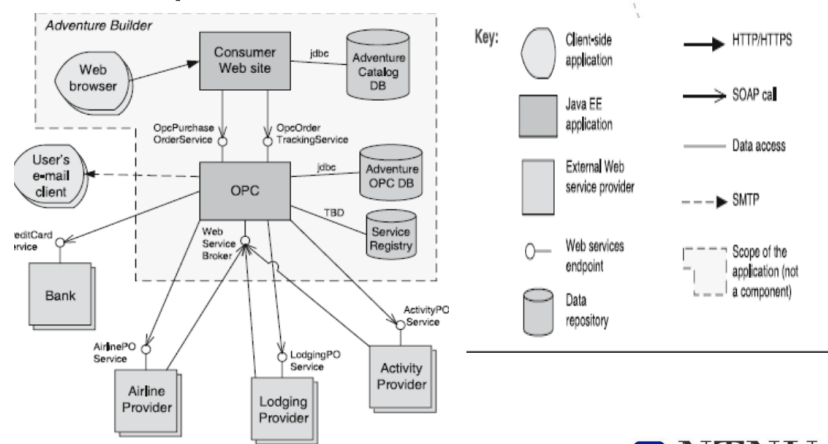 Adventure Builder
Web
browser
Consumer
Web site
jdbc
Adventure
Catalog
DB
OpcPurchase
OrderService
OpcOrder
TrackingService
User's
e-mail
client
OPC
jdbc
Adventure
OPC DB
TBD
Service
Registry
reditCard
ervice
Web
Service
Broker
Bank
AirlinePO
Service
LodgingPO
Service
ActivityPO
Service
Airline
Provider
Lodging
Provider
Activity
Provider
Key:
Client-side
application
Java EE
application
External Web
service provider
Web services
endpoint
Data
repository
HTTP/HTTPS
SOAP call
Data access
SMTP
Scope of the
application (not
a component)